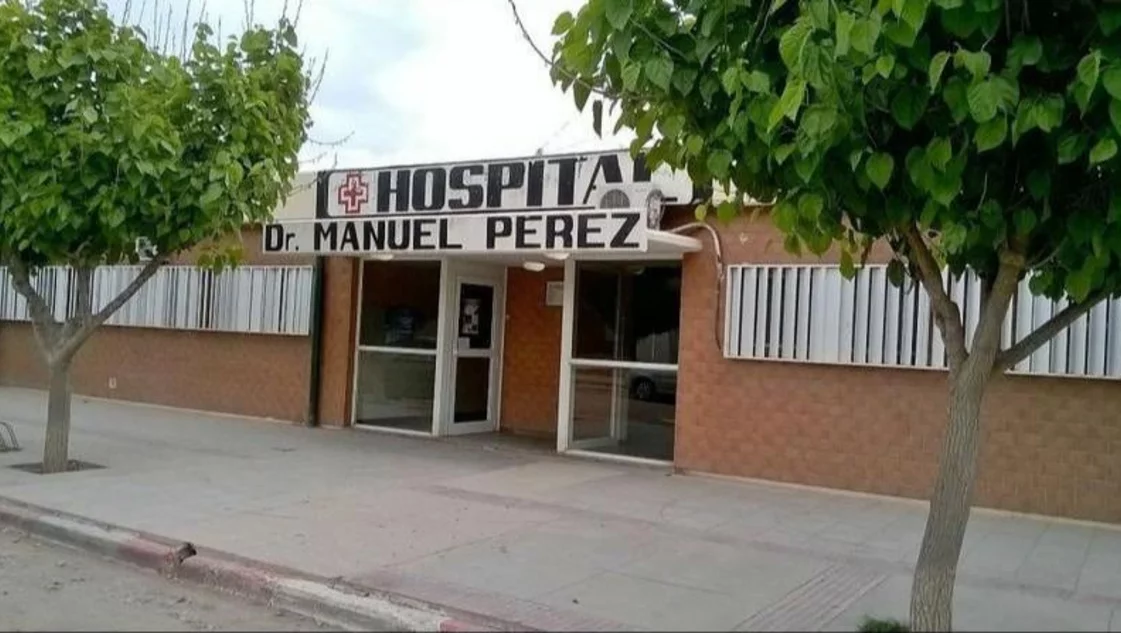 HOSPITAL
Dr. MANUEL PEREZ